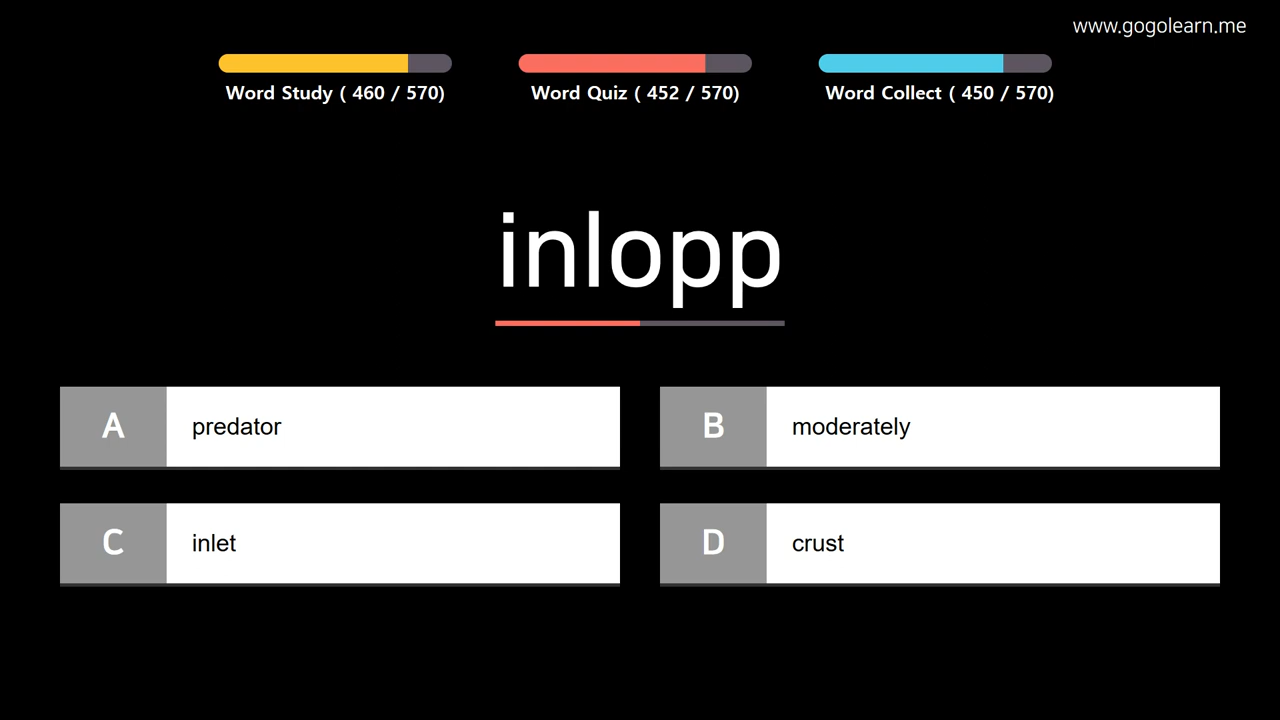 www.gogolearn.me
Word Study ( 460 / 570)
Word Quiz ( 452 / 570)
Word Collect ( 450 / 570)
inlopp
A predator
B moderately
C inlet
D crust